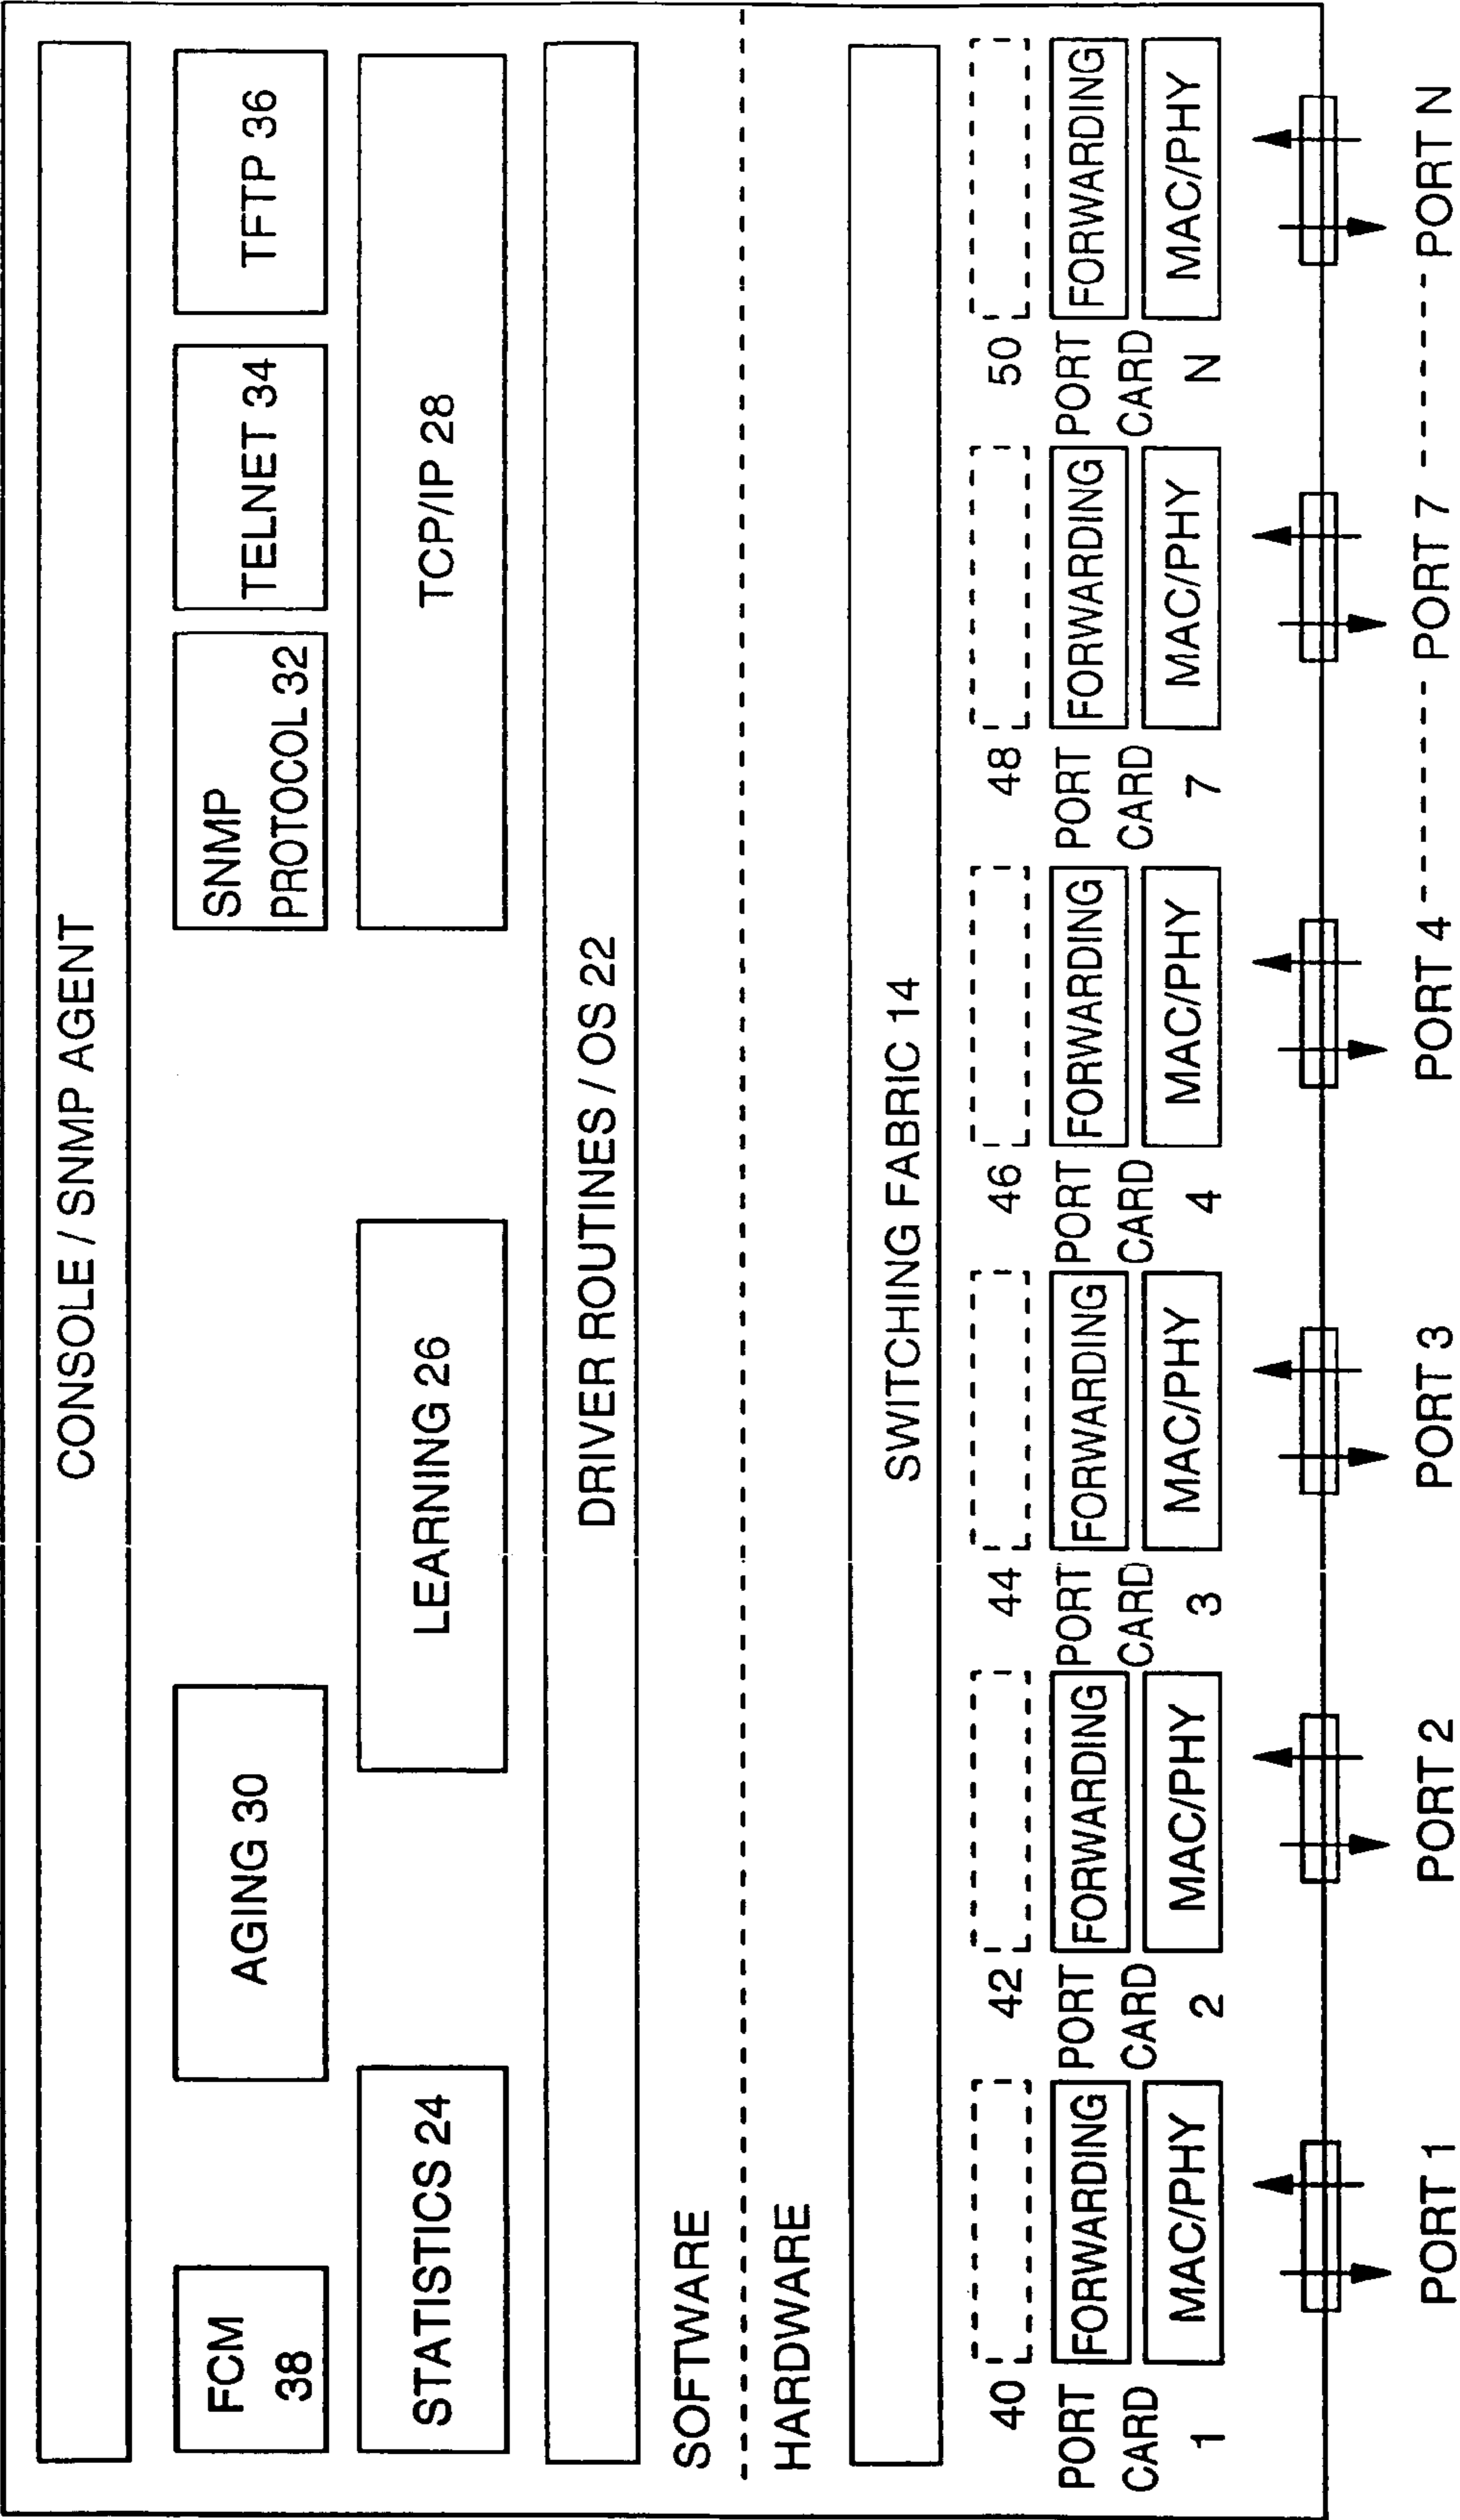 CONSOLE / SNMP AGENT
FCM
38
AGING 30
SNMP
PROTOCOL 32
TELNET 34
TFTP 36
STATISTICS 24
LEARNING 26
TCP/IP 28
DRIVER ROUTINES / OS 22
SOFTWARE
HARDWARE
SWITCHING FABRIC 14
40
PORT
CARD
1
FORWARDING
MAC/PHY
42
PORT
CARD
2
FORWARDING
MAC/PHY
44
PORT
CARD
3
FORWARDING
MAC/PHY
46
PORT
CARD
4
FORWARDING
MAC/PHY
48
PORT
CARD
7
FORWARDING
MAC/PHY
50
PORT
CARD
N
FORWARDING
MAC/PHY
PORT 1
PORT 2
PORT 3
PORT 4
PORT 7
PORT N